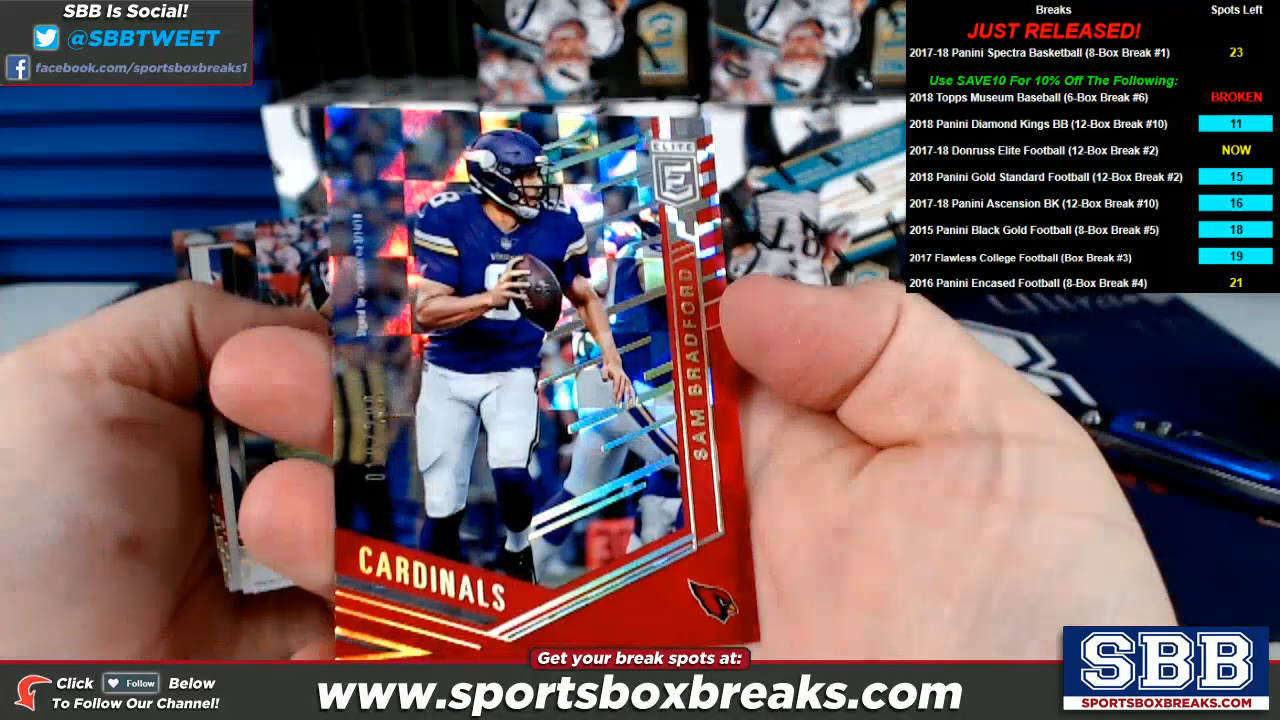 SBB Is Social!
@SBBTWEET
facebook.com/sportsboxbreaks1
Breaks Spots Left
JUST RELEASED!
2017-18 Panini Spectra Basketball (8-Box Break #1) 23
Use SAVE10 For 10% Off The Following:
2018 Topps Museum Baseball (6-Box Break #6) BROKEN
2018 Panini Diamond Kings BB (12-Box Break #10) 11
2017-18 Donruss Elite Football (12-Box Break #2) NOW
2018 Panini Gold Standard Football (12-Box Break #2) 15
2017-18 Panini Ascension BK (12-Box Break #10) 16
2015 Panini Black Gold Football (8-Box Break #5) 18
2017 Flawless College Football (Box Break #3) 19
2016 Panini Encased Football (8-Box Break #4) 21
ELITE
E
SAM BRADFORD
8
CARDINALS
Get your break spots at:
www.sportsboxbreaks.com
Click Follow Below
To Follow Our Channel!
SBB
SPORTSBOXBREAKS.COM